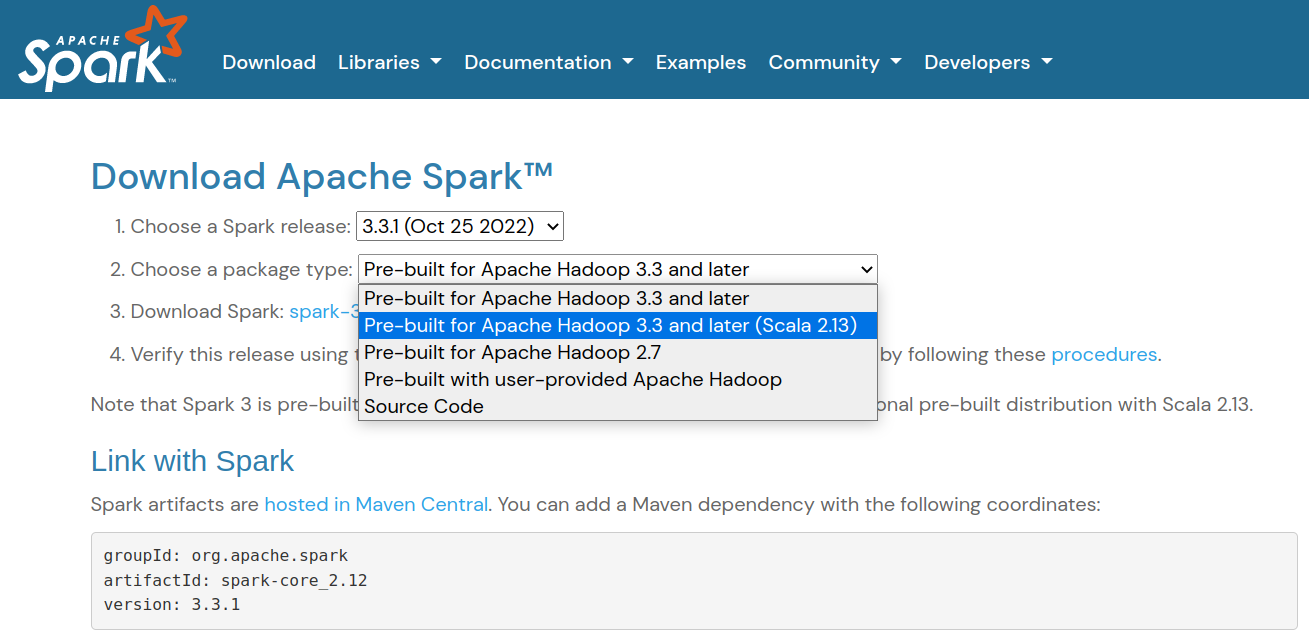 APACHE
Spark™
Download Libraries Documentation Examples Community Developers
Download Apache Spark™
1. Choose a Spark release: 3.3.1 (Oct 25 2022)
2. Choose a package type: Pre-built for Apache Hadoop 3.3 and later
Pre-built for Apache Hadoop 3.3 and later
3. Download Spark: spark-3
Pre-built for Apache Hadoop 3.3 and later (Scala 2.13)
Pre-built for Apache Hadoop 2.7
4. Verify this release using by following these procedures.
Pre-built with user-provided Apache Hadoop
Note that Spark 3 is pre-built onal pre-built distribution with Scala 2.13.
Source Code
Link with Spark
Spark artifacts are hosted in Maven Central. You can add a Maven dependency with the following coordinates:
groupId: org.apache.spark
artifactId: spark-core_2.12
version: 3.3.1